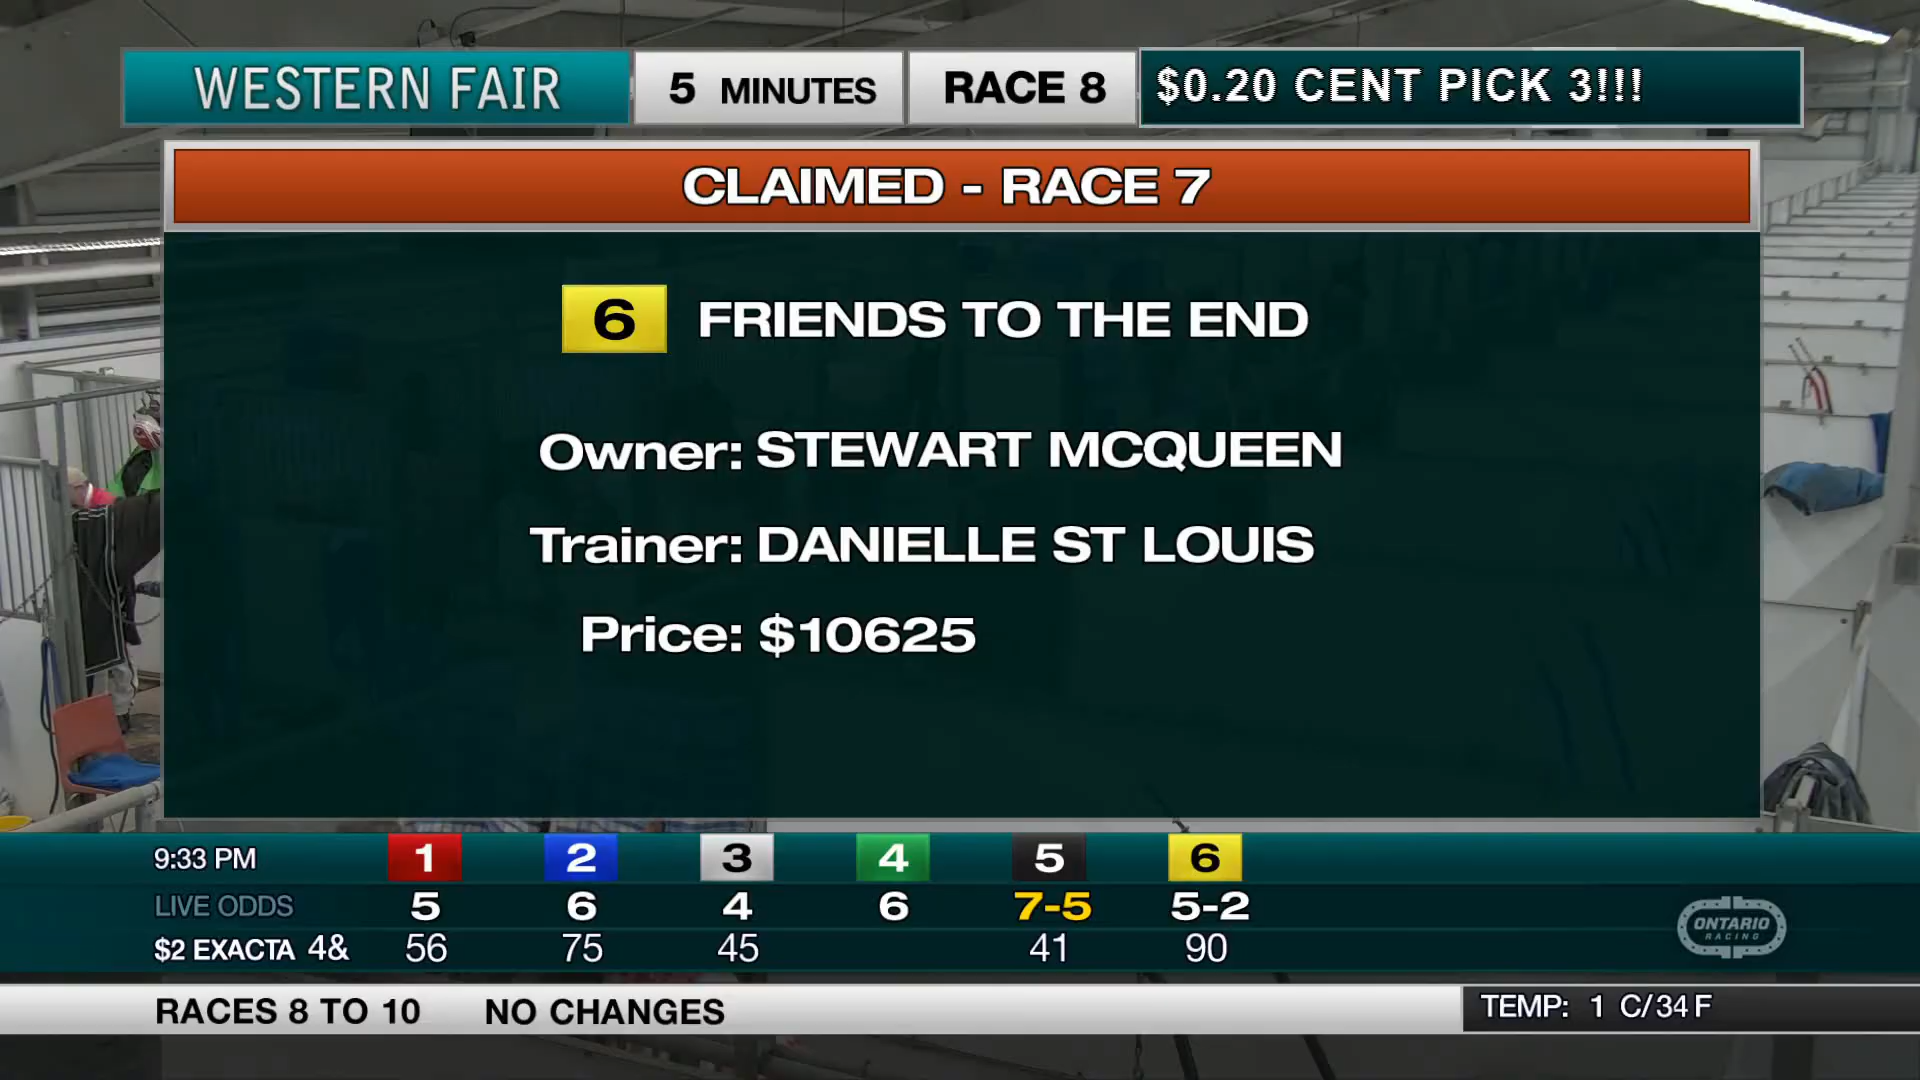 WESTERN FAIR 5 MINUTES RACE 8 $0.20 CENT PICK 3!!!
CLAIMED - RACE 7
6 FRIENDS TO THE END
Owner: STEWART MCQUEEN
Trainer: DANIELLE ST LOUIS
Price: $10625
9:33 PM 1 2 3 4 5 6
LIVE ODDS 5 6 4 6 7-5 5-2
$2 EXACTA 4& 56 75 45 41 90
ONTARIO
RACING
RACES 8 TO 10 NO CHANGES TEMP: 1 C/34 F